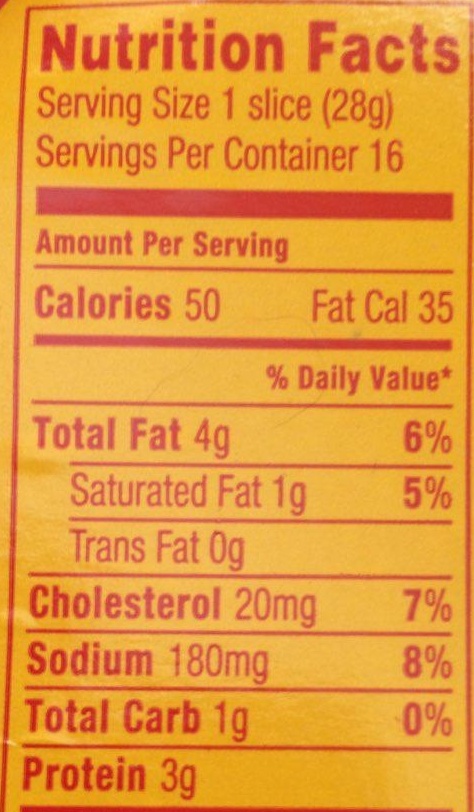 Nutrition Facts
Serving Size 1 slice (28g)
Servings Per Container 16
Amount Per Serving
Calories 50 Fat Cal 35
% Daily Value*
Total Fat 4g 6%
Saturated Fat 1g 5%
Trans Fat 0g
Cholesterol 20mg 7%
Sodium 180mg 8%
Total Carb 1g 0%
Protein 3g